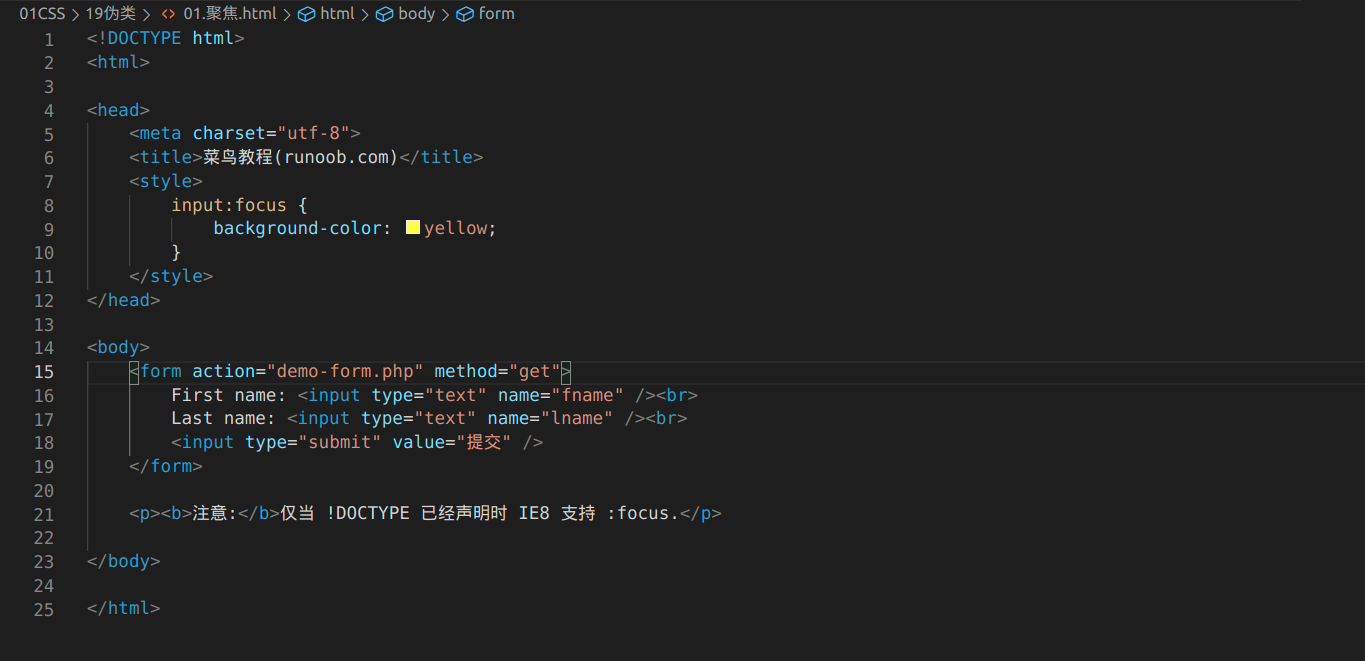 01CSS > 19伪类 > <> 01.聚焦.html > html > body > form
1 <!DOCTYPE html>
2 <html>
3
4 <head>
5     <meta charset="utf-8">
6     <title>菜鸟教程(runoob.com)</title>
7     <style>
8         input:focus {
9             background-color: yellow;
10         }
11     </style>
12 </head>
13
14 <body>
15     <form action="demo-form.php" method="get">
16         First name: <input type="text" name="fname" /><br>
17         Last name: <input type="text" name="lname" /><br>
18         <input type="submit" value="提交" />
19     </form>
20
21     <p><b>注意:</b>仅当 !DOCTYPE 已经声明时 IE8 支持 :focus.</p>
22
23 </body>
24
25 </html>